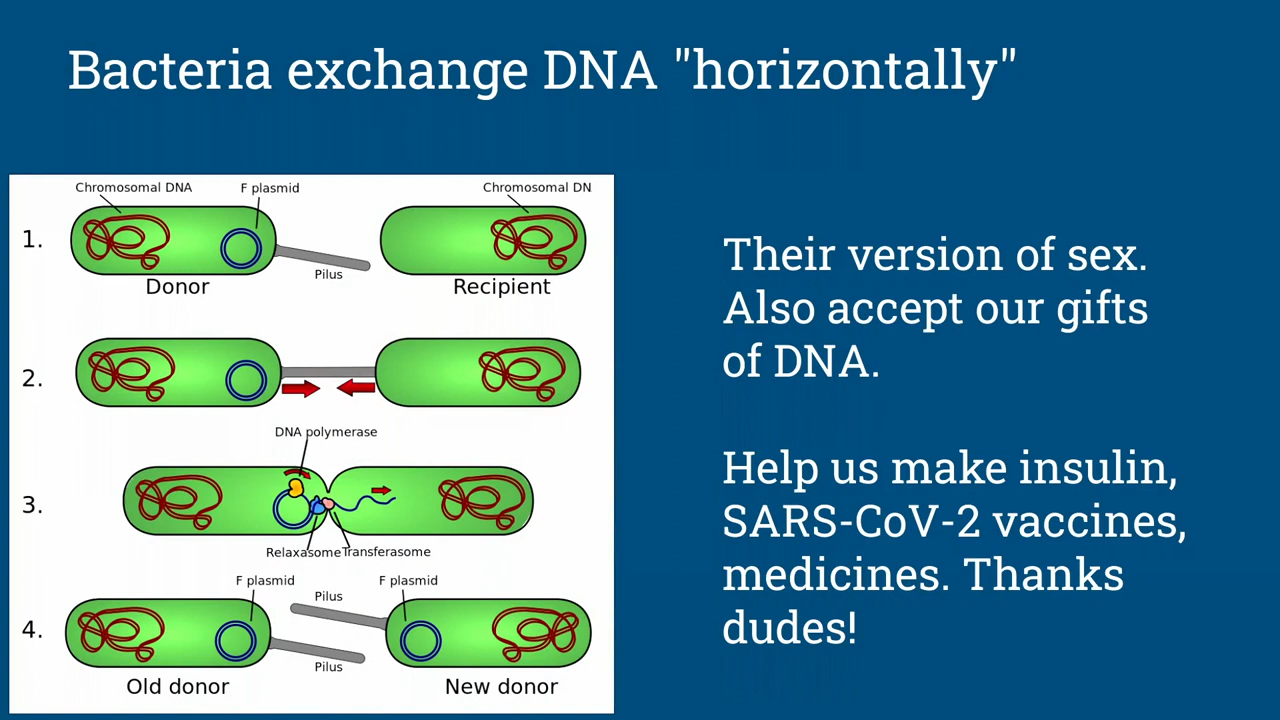 Bacteria exchange DNA "horizontally"
Chromosomal DNA
F plasmid
Chromosomal DN
1.
Pilus
Donor
Recipient
2.
DNA polymerase
3.
Relaxasome
Transferasome
F plasmid
F plasmid
Pilus
4.
Pilus
Old donor
New donor
Their version of sex.
Also accept our gifts
of DNA.
Help us make insulin,
SARS-CoV-2 vaccines,
medicines. Thanks
dudes!